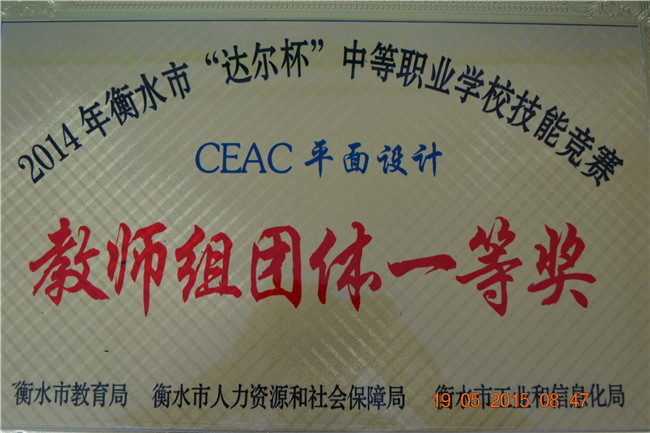 2014年衡水市“达尔杯”中等职业学校技能竞赛
CEAC 平面设计
教师组团体一等奖
衡水市教育局 衡水市人力资源和社会保障局 衡水市工业和信息化局
19 05 2015 08:47